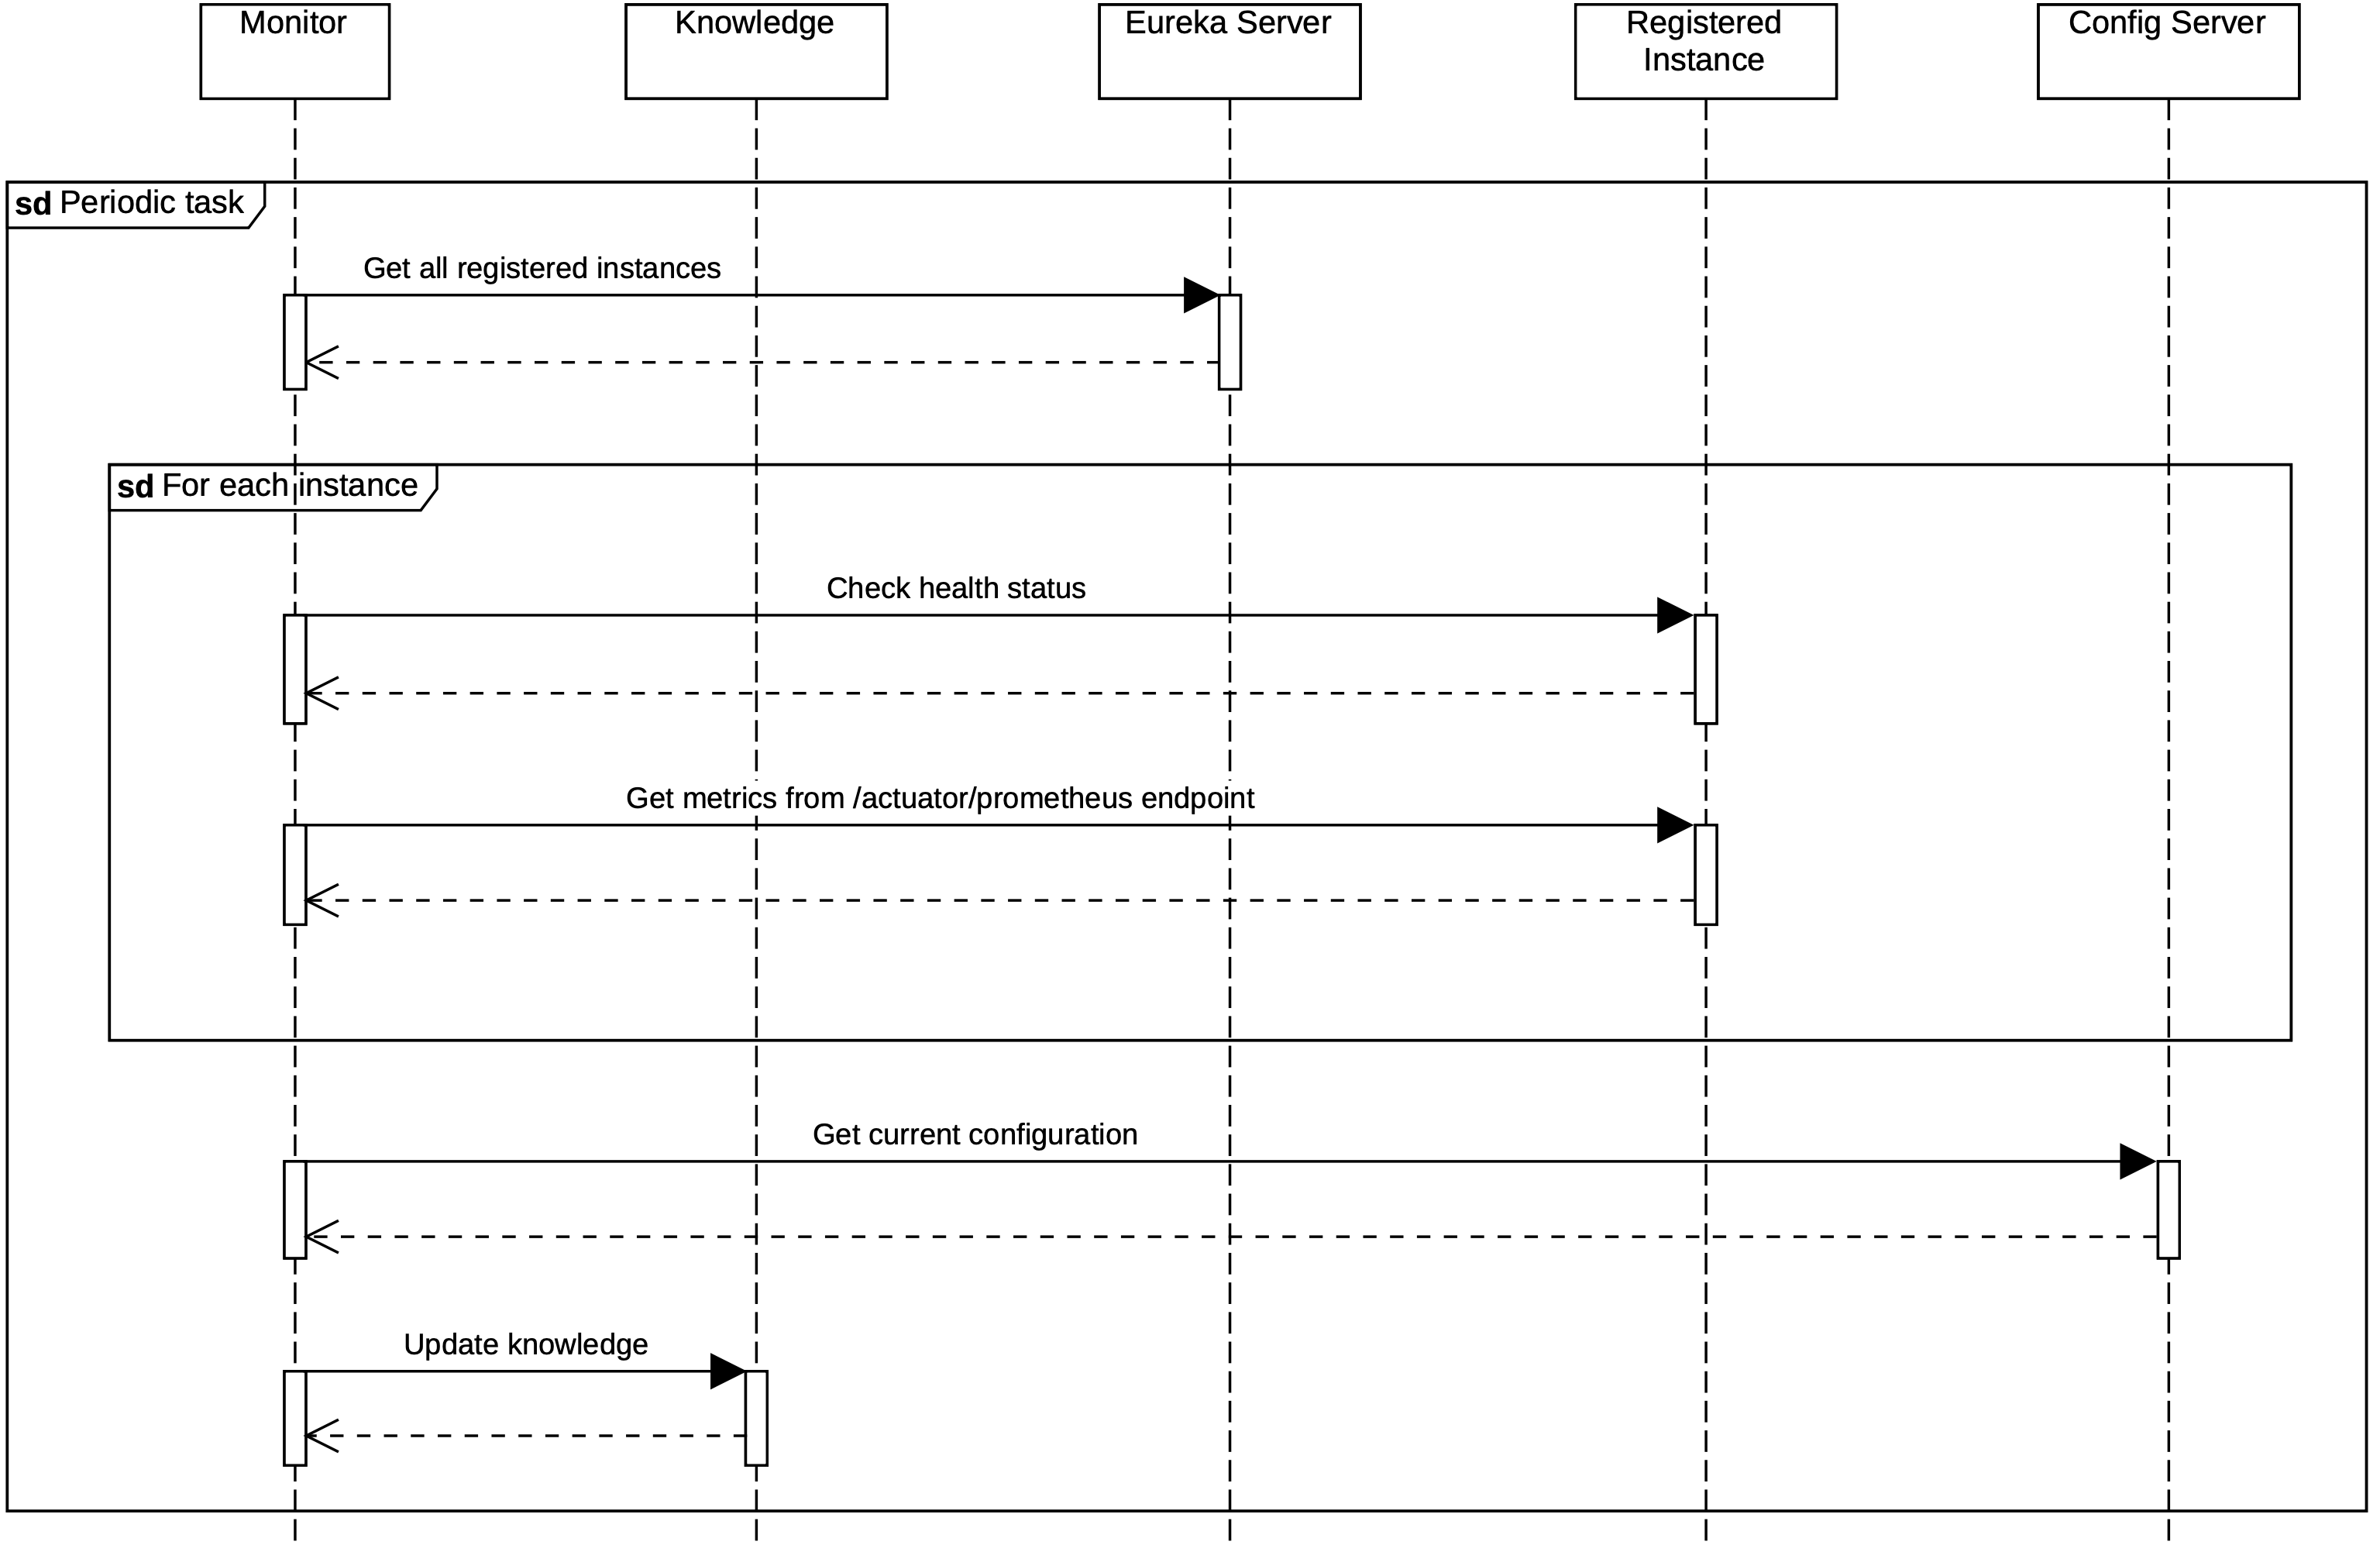 Monitor
Knowledge
Eureka Server
Registered
Instance
Config Server
sd Periodic task
Get all registered instances
sd For each instance
Check health status
Get metrics from /actuator/prometheus endpoint
Get current configuration
Update knowledge